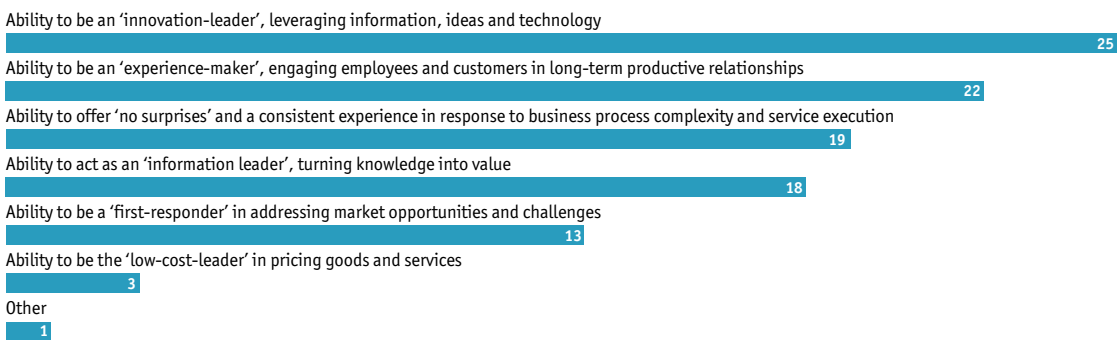 Ability to be an ‘innovation-leader’, leveraging information, ideas and technology
25
Ability to be an ‘experience-maker’, engaging employees and customers in long-term productive relationships
22
Ability to offer ‘no surprises’ and a consistent experience in response to business process complexity and service execution
19
Ability to act as an ‘information leader’, turning knowledge into value
18
Ability to be a ‘first-responder’ in addressing market opportunities and challenges
13
Ability to be the ‘low-cost-leader’ in pricing goods and services
3
Other
1